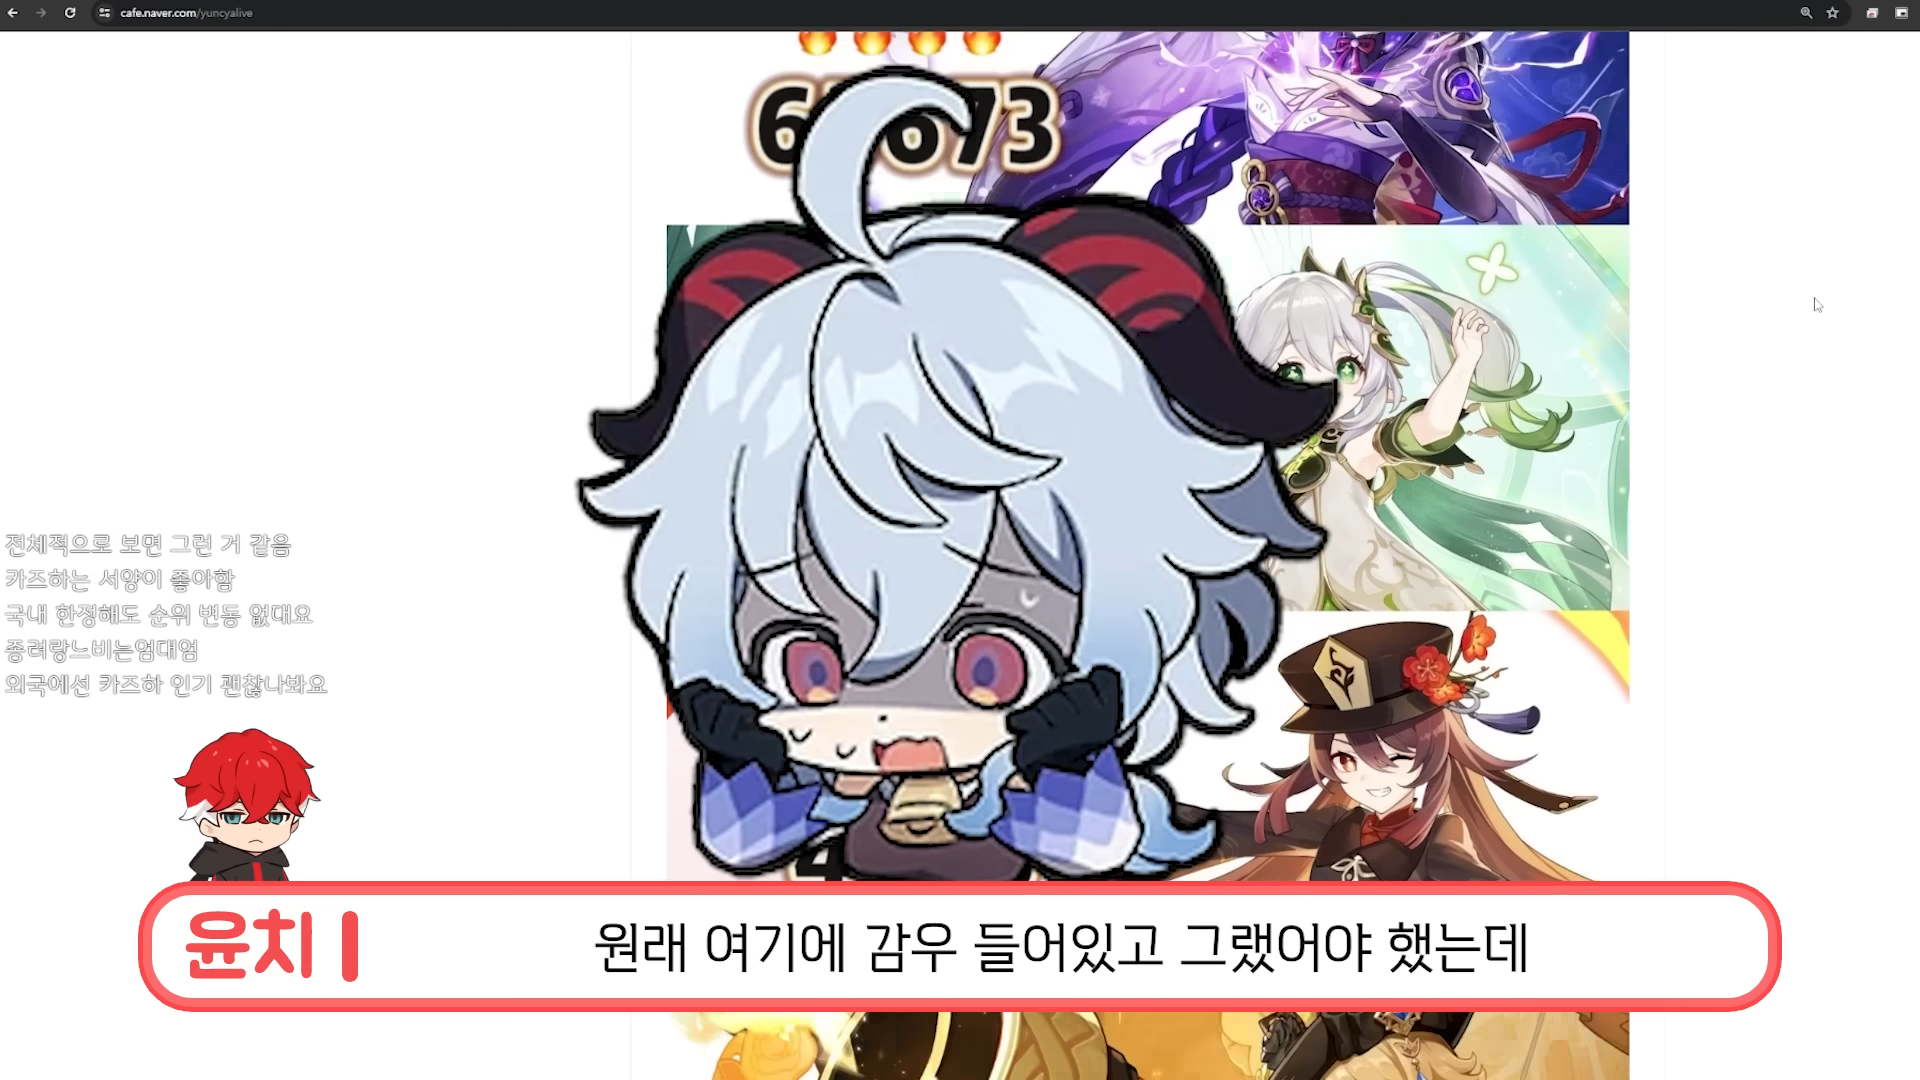 cafe.naver.com/yuncyalive
전체적으로 보면 그런 거 같음
카즈하는 서양이 좋아함
국내 한정해도 순위 변동 없대요
종려랑느비는엄대엄
외국에선 카즈하 인기 괜찮나봐요
윤치
원래 여기에 감우 들어있고 그랬어야 했는데